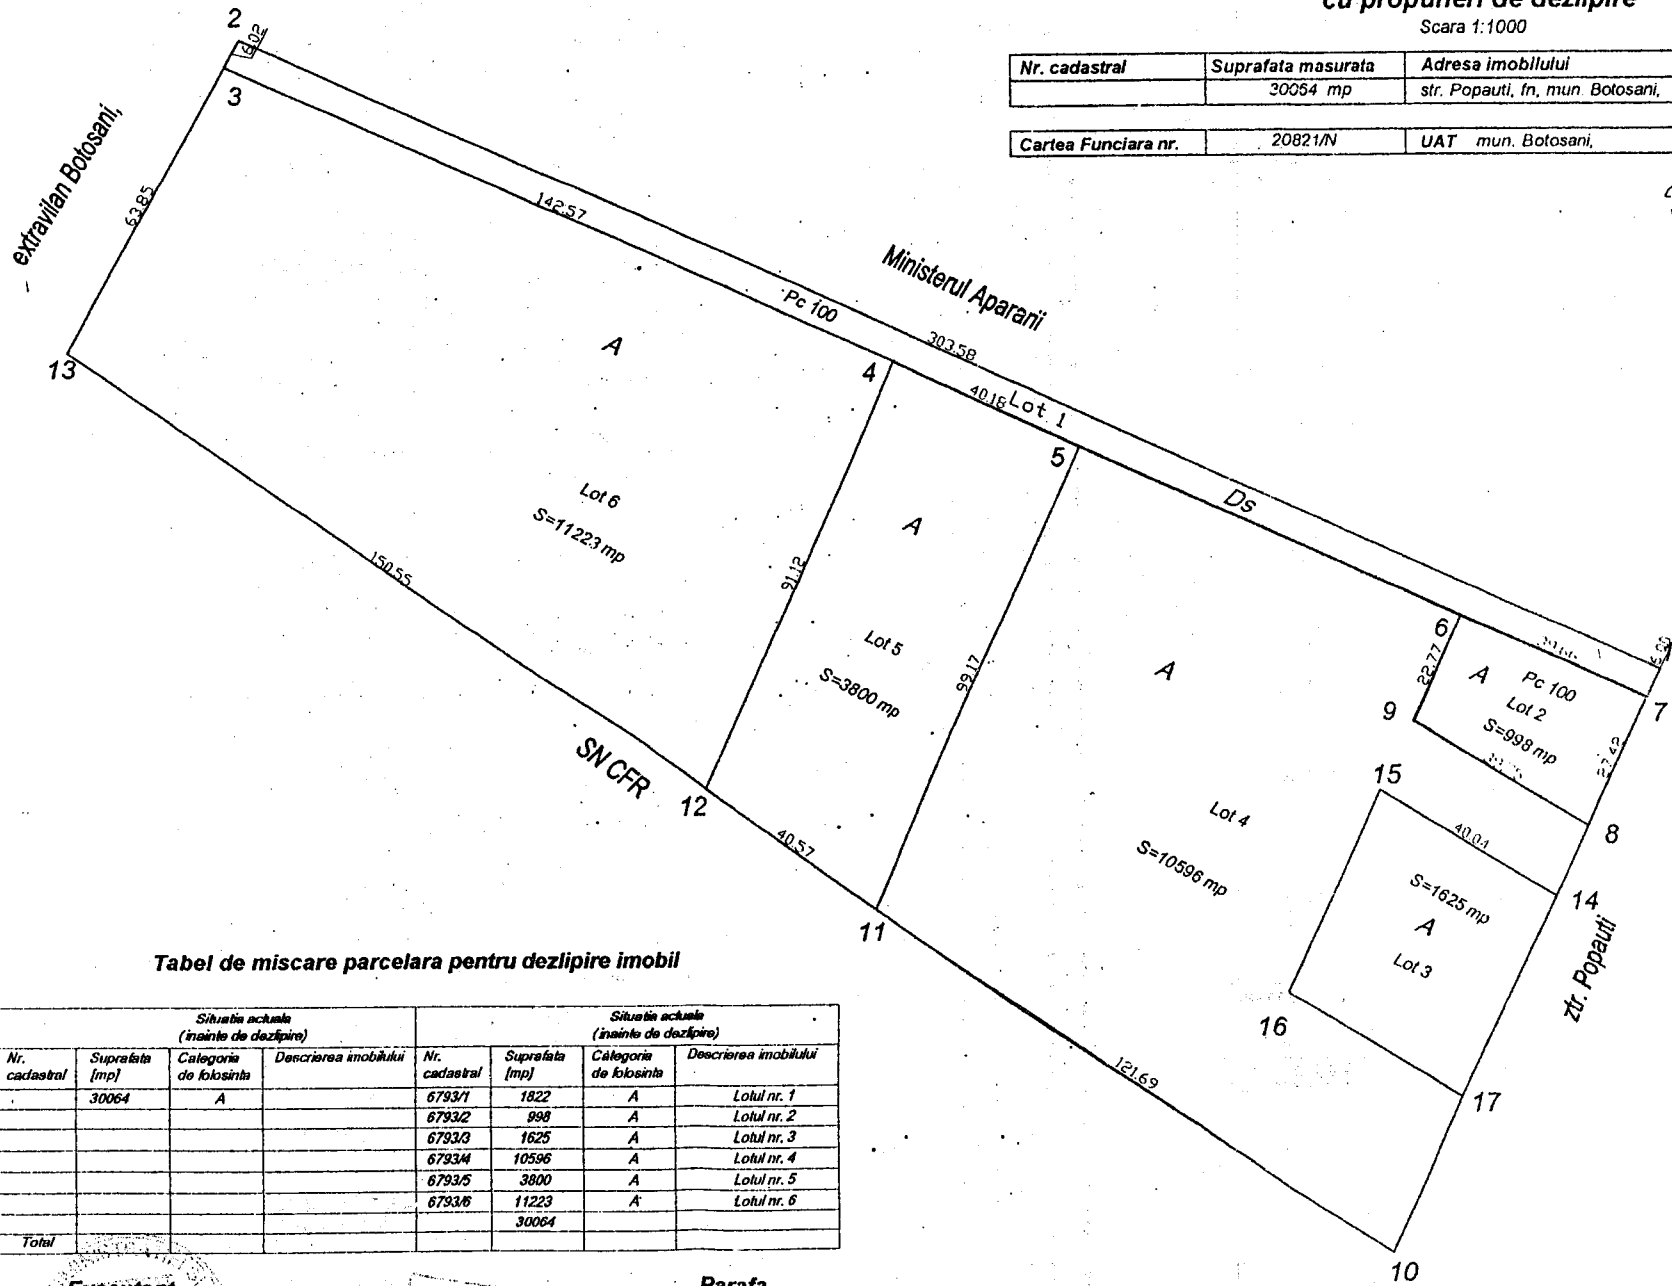 cu propuneri de dezlipire
Scara 1:1000
Nr. cadastral Suprafata masurata Adresa imobilului
30064 mp str. Popauti, fn, mun. Botosani,
Cartea Funciara nr. 20821/N UAT mun. Botosani,
2
6.02
3
extravilan Botosani,
63.85
142.57
Ministerul Apararii
Pc 100
303.58
A
13
4
40.18 Lot 1
5
Ds
Lot 6
S=11223 mp
A
150.55
91.12
6
22.77
A
Pc 100
Lot 2
S=998 mp
7
Lot 5
S=3800 mp
99.17
A
9
27.42
SN CFR
12
15
Lot 4
8
40.57
40.04
S=10596 mp
S=1625 mp
14
A
Lot 3
11
ztr. Popauti
16
121.69
17
10
Tabel de miscare parcelara pentru dezlipire imobil
Situatia actuala Situatia actuala
(inainte de dezlipire) (inainte de dezlipire)
Nr. cadastral Suprafata [mp] Categoria de folosinta Descrierea imobilului Nr. cadastral Suprafata [mp] Categoria de folosinta Descrierea imobilului
30064 A 6793/1 1822 A Lotul nr. 1
6793/2 998 A Lotul nr. 2
6793/3 1625 A Lotul nr. 3
6793/4 10596 A Lotul nr. 4
6793/5 3800 A Lotul nr. 5
6793/6 11223 A Lotul nr. 6
30064
Total
Executant
Parafa